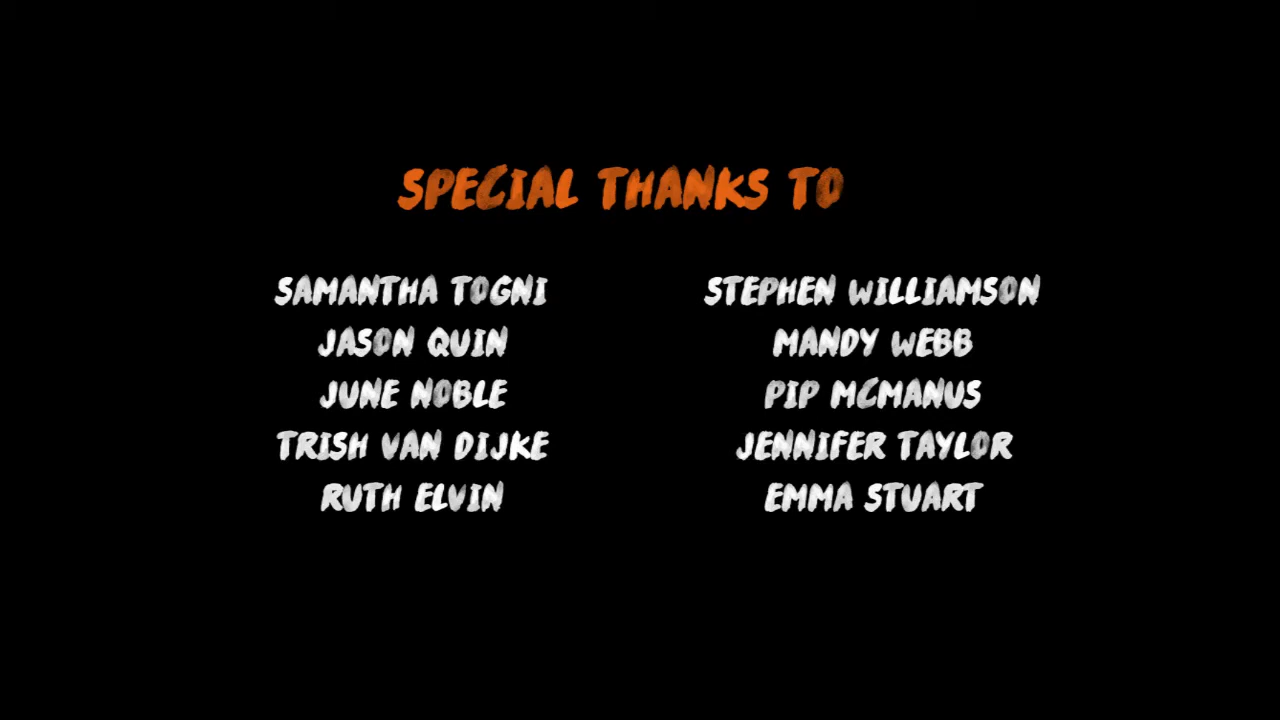 SPECIAL THANKS TO
SAMANTHA TOGNI
JASON QUIN
JUNE NOBLE
TRISH VAN DIJKE
RUTH ELVIN
STEPHEN WILLIAMSON
MANDY WEBB
PIP MCMANUS
JENNIFER TAYLOR
EMMA STUART